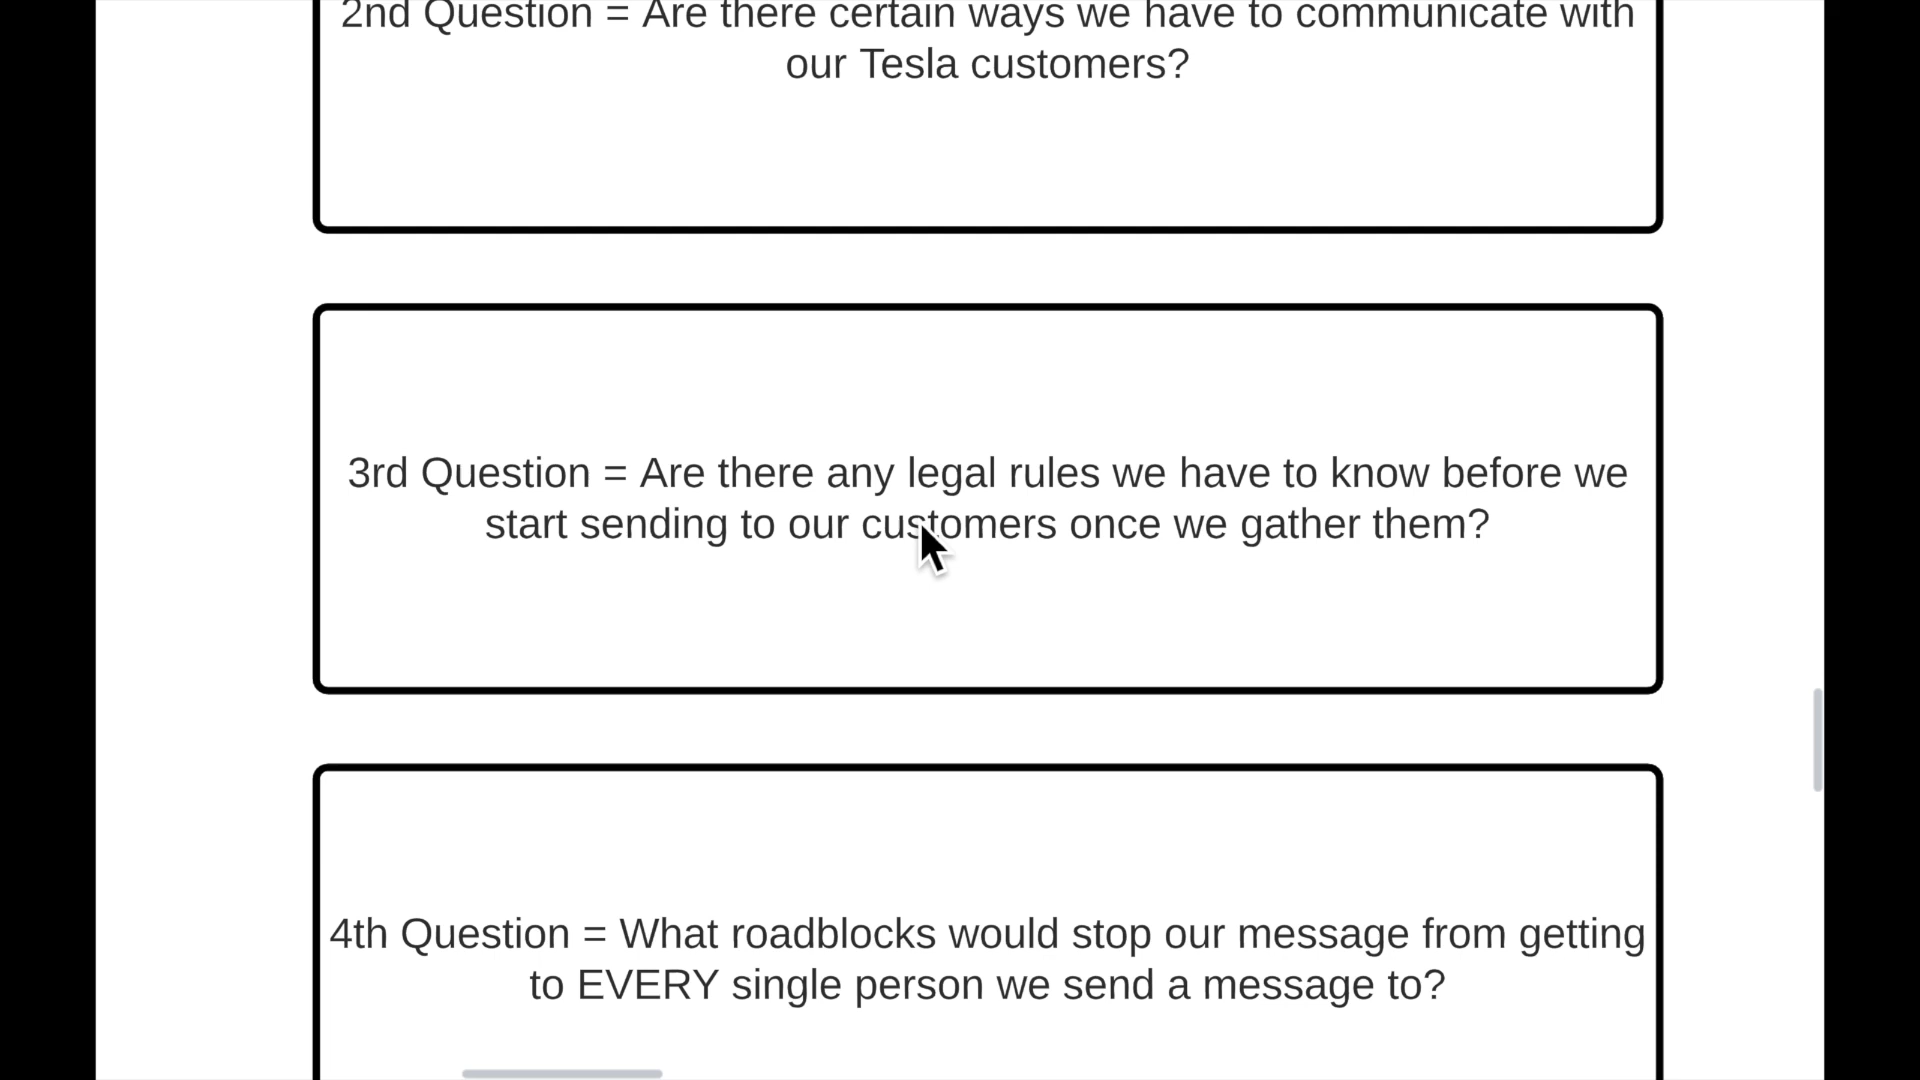 2nd Question = Are there certain ways we have to communicate with
our Tesla customers?
3rd Question = Are there any legal rules we have to know before we
start sending to our customers once we gather them?
4th Question = What roadblocks would stop our message from getting
to EVERY single person we send a message to?